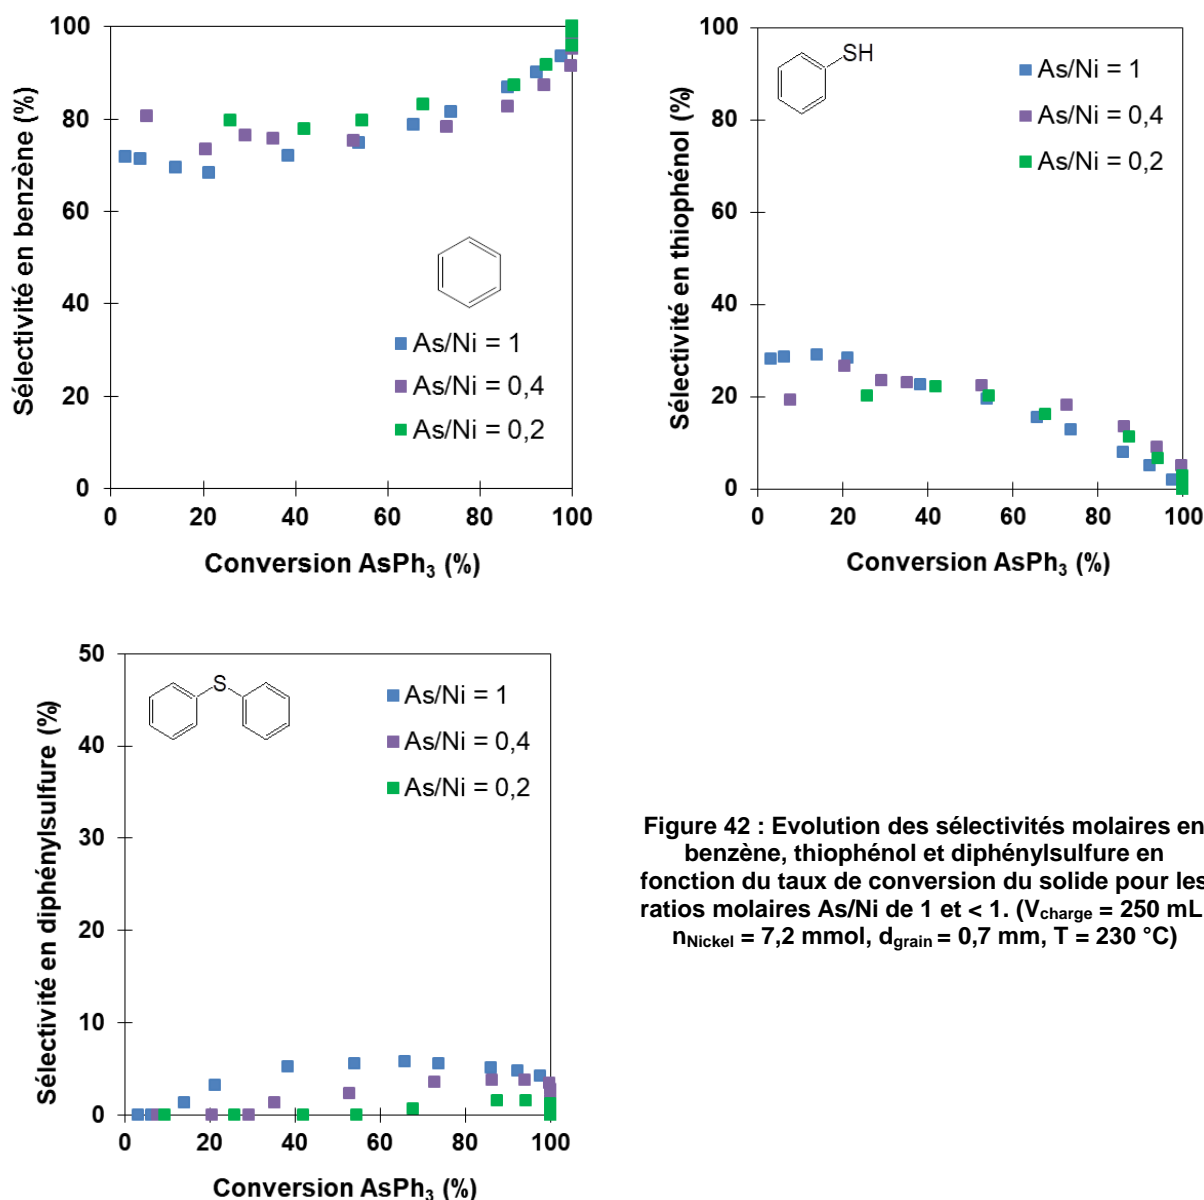 Sélectivité en benzène (%)
100
80
60
40
20
0
0 20 40 60 80 100
Conversion AsPh₃ (%)
As/Ni = 1
As/Ni = 0,4
As/Ni = 0,2
Sélectivité en thiophénol (%)
100
80
60
40
20
0
0 20 40 60 80 100
Conversion AsPh₃ (%)
SH
As/Ni = 1
As/Ni = 0,4
As/Ni = 0,2
Sélectivité en diphénylsulfure (%)
50
40
30
20
10
0
0 20 40 60 80 100
Conversion AsPh₃ (%)
S
As/Ni = 1
As/Ni = 0,4
As/Ni = 0,2
Figure 42 : Evolution des sélectivités molaires en
benzène, thiophénol et diphénylsulfure en
fonction du taux de conversion du solide pour les
ratios molaires As/Ni de 1 et < 1. (Vcharge = 250 mL
nNickel = 7,2 mmol, dgrain = 0,7 mm, T = 230 °C)